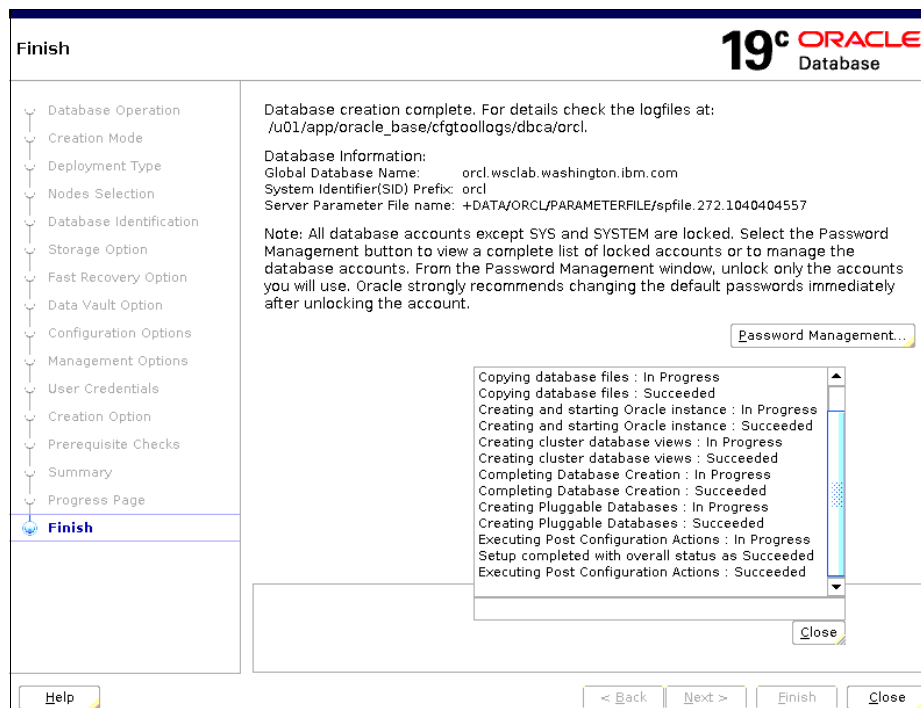 Finish
19c ORACLE
Database
Database Operation
Creation Mode
Deployment Type
Nodes Selection
Database Identification
Storage Option
Fast Recovery Option
Data Vault Option
Configuration Options
Management Options
User Credentials
Creation Option
Prerequisite Checks
Summary
Progress Page
Finish
Database creation complete. For details check the logfiles at:
/u01/app/oracle_base/cfgtoollogs/dbca/orcl.
Database Information:
Global Database Name: orcl.wsclab.washington.ibm.com
System Identifier(SID) Prefix: orcl
Server Parameter File name: +DATA/ORCL/PARAMETERFILE/spfile.272.1040404557
Note: All database accounts except SYS and SYSTEM are locked. Select the Password
Management button to view a complete list of locked accounts or to manage the
database accounts. From the Password Management window, unlock only the accounts
you will use. Oracle strongly recommends changing the default passwords immediately
after unlocking the account.
Password Management...
Copying database files : In Progress
Copying database files : Succeeded
Creating and starting Oracle instance : In Progress
Creating and starting Oracle instance : Succeeded
Creating cluster database views : In Progress
Creating cluster database views : Succeeded
Completing Database Creation : In Progress
Completing Database Creation : Succeeded
Creating Pluggable Databases : In Progress
Creating Pluggable Databases : Succeeded
Executing Post Configuration Actions : In Progress
Setup completed with overall status as Succeeded
Executing Post Configuration Actions : Succeeded
Close
Help
< Back
Next >
Finish
Close